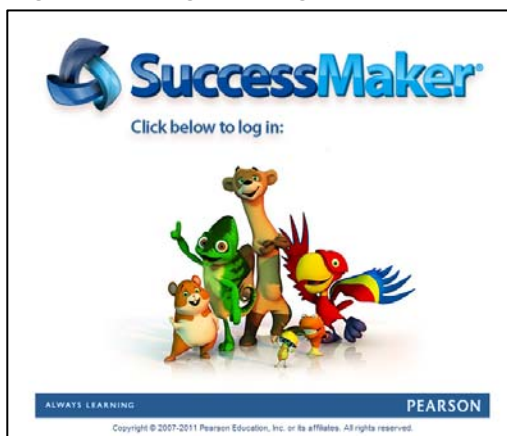 SuccessMaker®
Click below to log in:
ALWAYS LEARNING
PEARSON
Copyright © 2007-2011 Pearson Education, Inc. or its affiliates. All rights reserved.